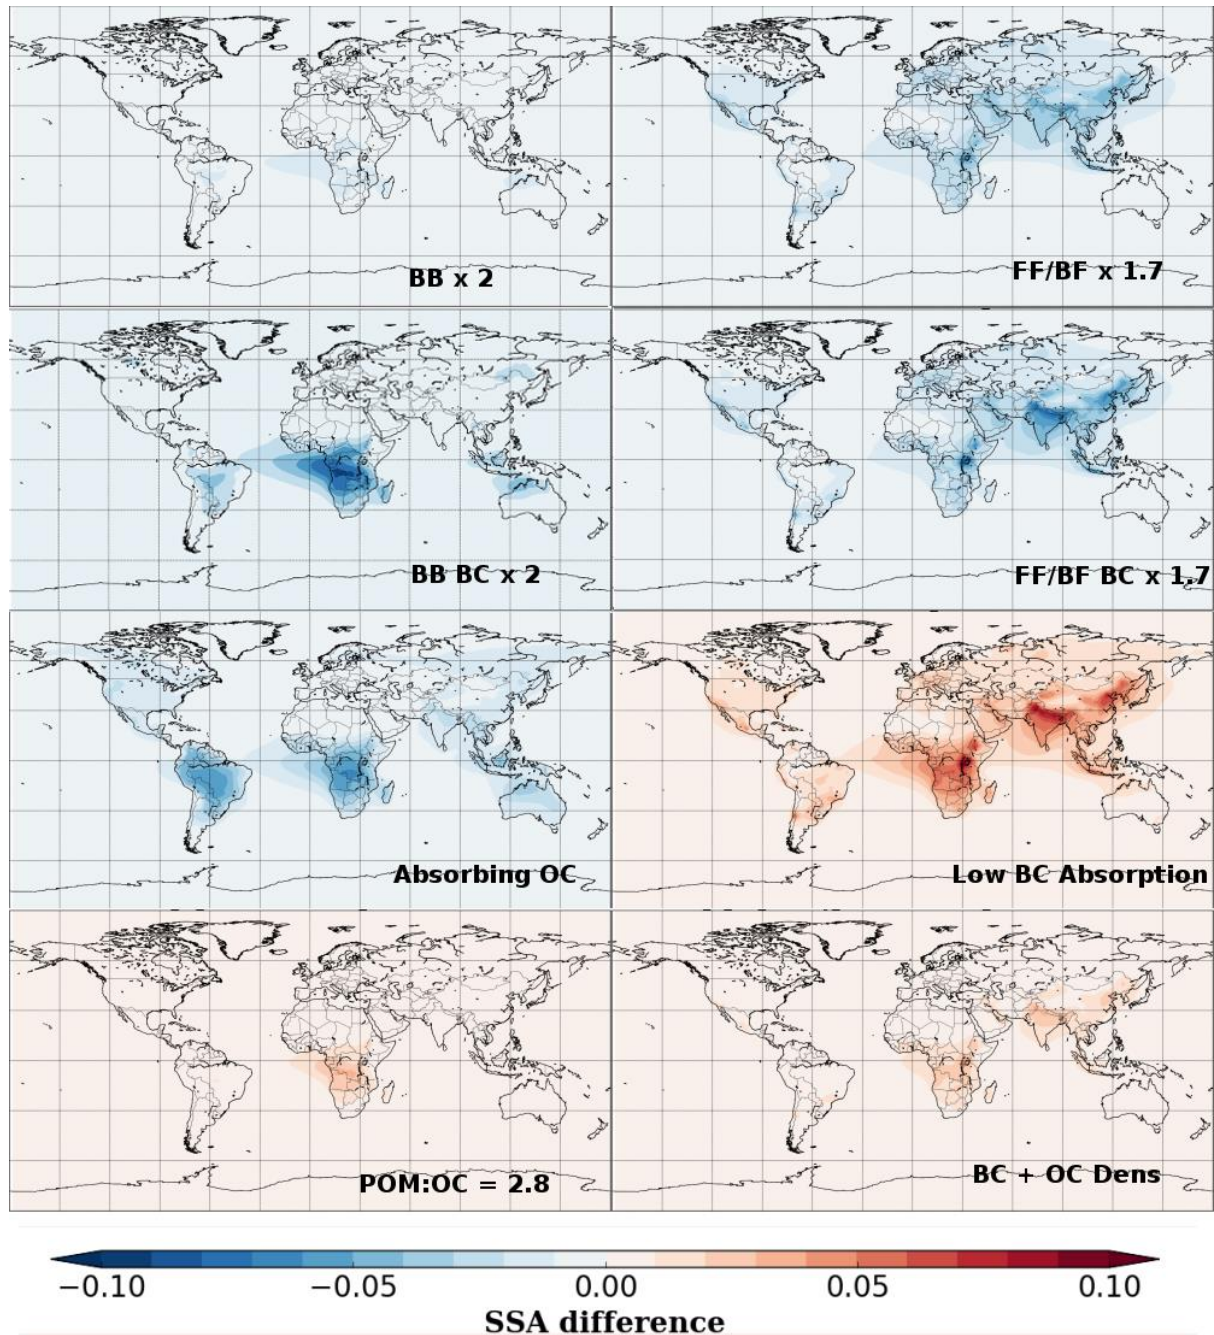 BB x 2
FF/BF x 1.7
BB BC x 2
FF/BF BC x 1.7
Absorbing OC
Low BC Absorption
POM:OC = 2.8
BC + OC Dens
−0.10 −0.05 0.00 0.05 0.10
SSA difference